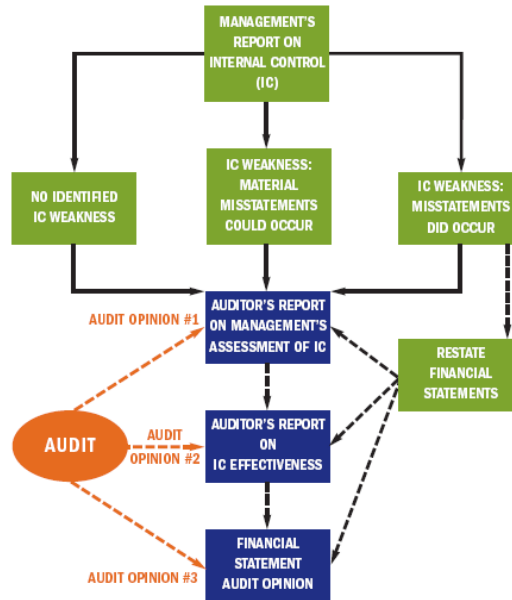 MANAGEMENT'S
REPORT ON
INTERNAL CONTROL
(IC)
NO IDENTIFIED
IC WEAKNESS
IC WEAKNESS:
MATERIAL
MISSTATEMENTS
COULD OCCUR
IC WEAKNESS:
MISSTATEMENTS
DID OCCUR
AUDIT OPINION #1
AUDITOR'S REPORT
ON MANAGEMENT'S
ASSESSMENT OF IC
RESTATE
FINANCIAL
STATEMENTS
AUDIT
AUDIT
OPINION #2
AUDITOR'S REPORT
ON
IC EFFECTIVENESS
AUDIT OPINION #3
FINANCIAL
STATEMENT
AUDIT OPINION